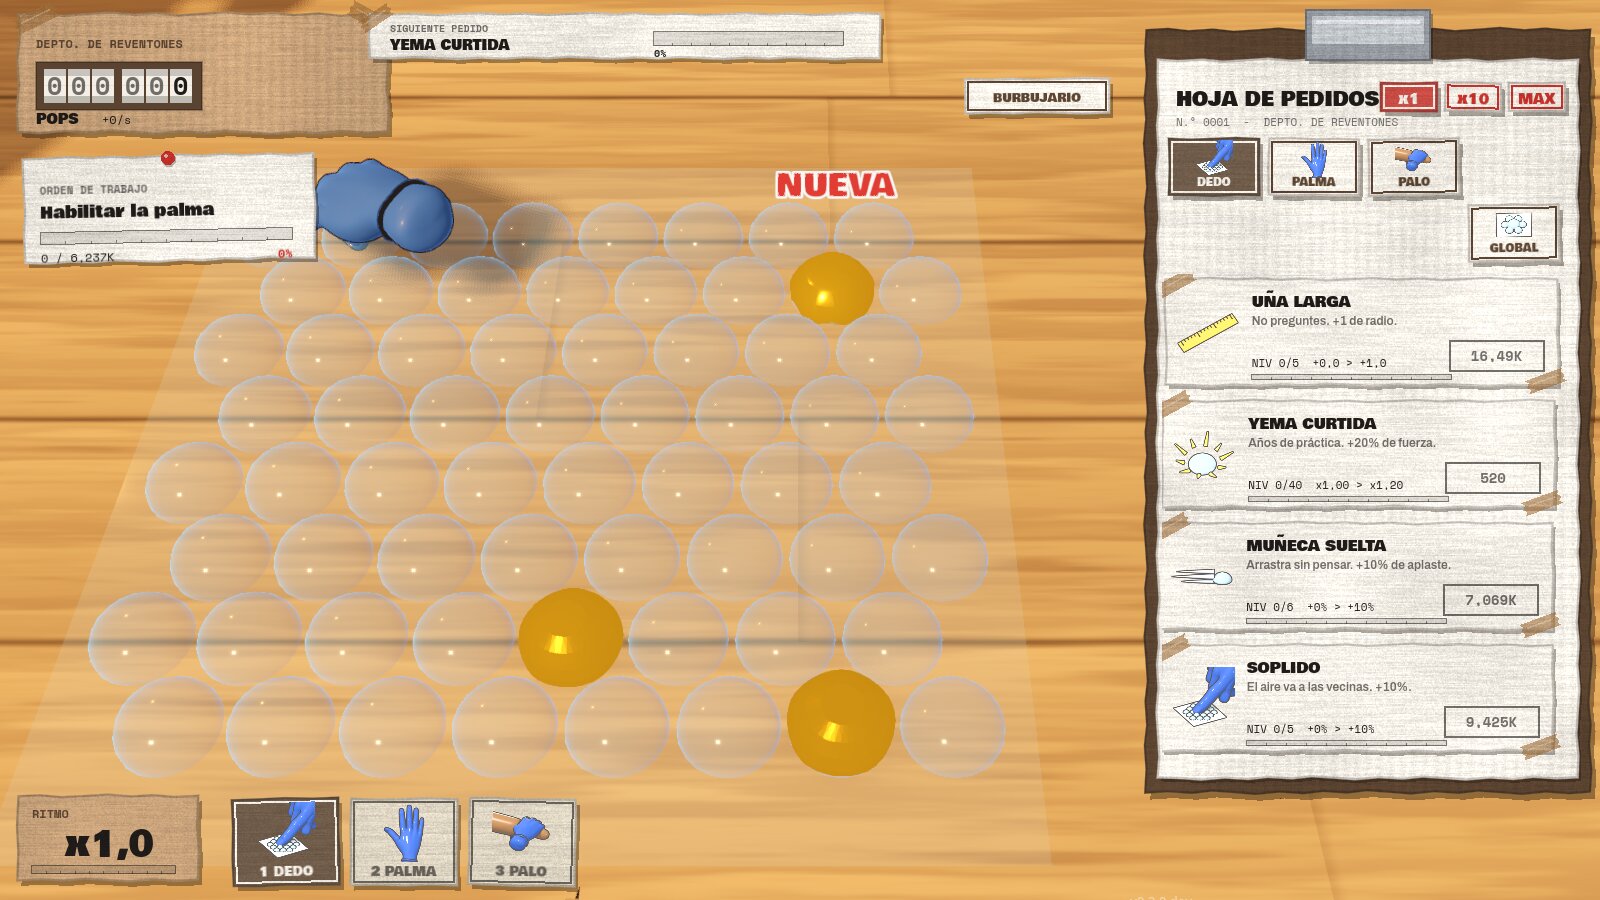 DEPTO. DE REVENTONES
000000
POPS +0/s
SIGUIENTE PEDIDO
YEMA CURTIDA
0%
BURBUJARIO
ORDEN DE TRABAJO
Habilitar la palma
0 / 6,237K 0%
NUEVA
HOJA DE PEDIDOS x1 x10 MAX
N.° 0001 - DEPTO. DE REVENTONES
DEDO PALMA PALO
GLOBAL
UÑA LARGA
No preguntes. +1 de radio.
NIV 0/5 +0,0 > +1,0 16,49K
YEMA CURTIDA
Años de práctica. +20% de fuerza.
NIV 0/40 x1,00 > x1,20 520
MUÑECA SUELTA
Arrastra sin pensar. +10% de aplaste.
NIV 0/6 +0% > +10% 7,069K
SOPLIDO
El aire va a las vecinas. +10%.
NIV 0/5 +0% > +10% 9,425K
RITMO
x1,0
1 DEDO 2 PALMA 3 PALO